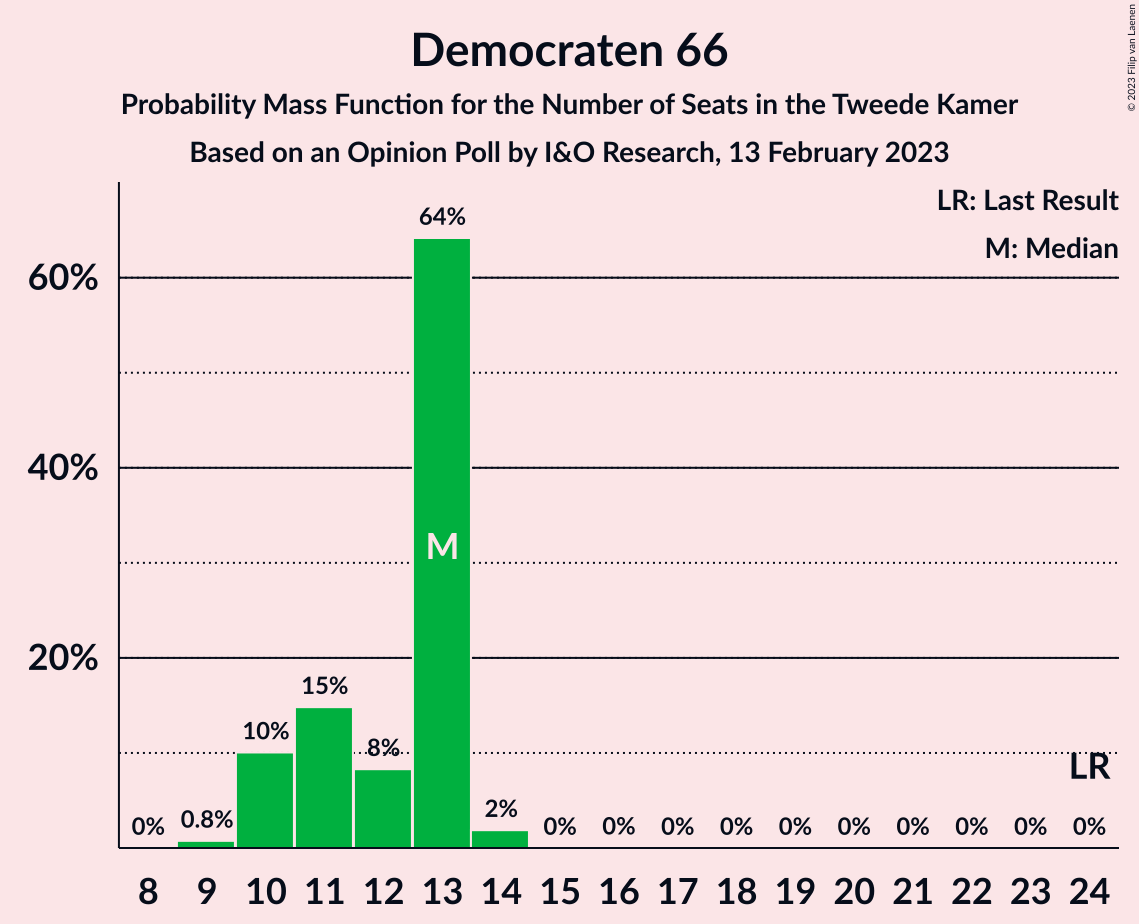 Democraten 66
Probability Mass Function for the Number of Seats in the Tweede Kamer
Based on an Opinion Poll by I&O Research, 13 February 2023
© 2023 Filip van Laenen
LR: Last Result
M: Median
64%
60%
40%
M
20%
15%
10%
8%
LR
2%
0.8%
0%
0% 0% 0% 0% 0% 0% 0% 0% 0% 0%
8 9 10 11 12 13 14 15 16 17 18 19 20 21 22 23 24